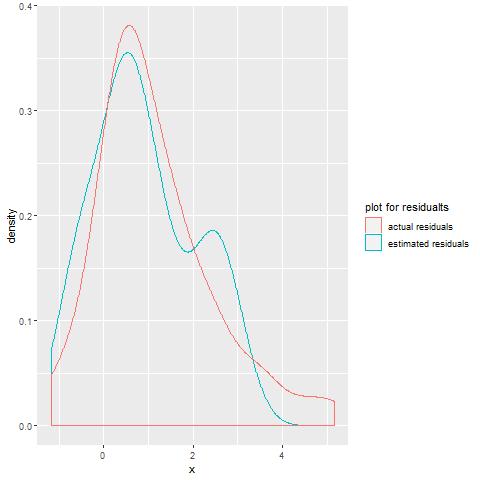 0.4
0.3
0.2
0.1
0.0
density
0
2
4
x
plot for residualts
actual residuals
estimated residuals